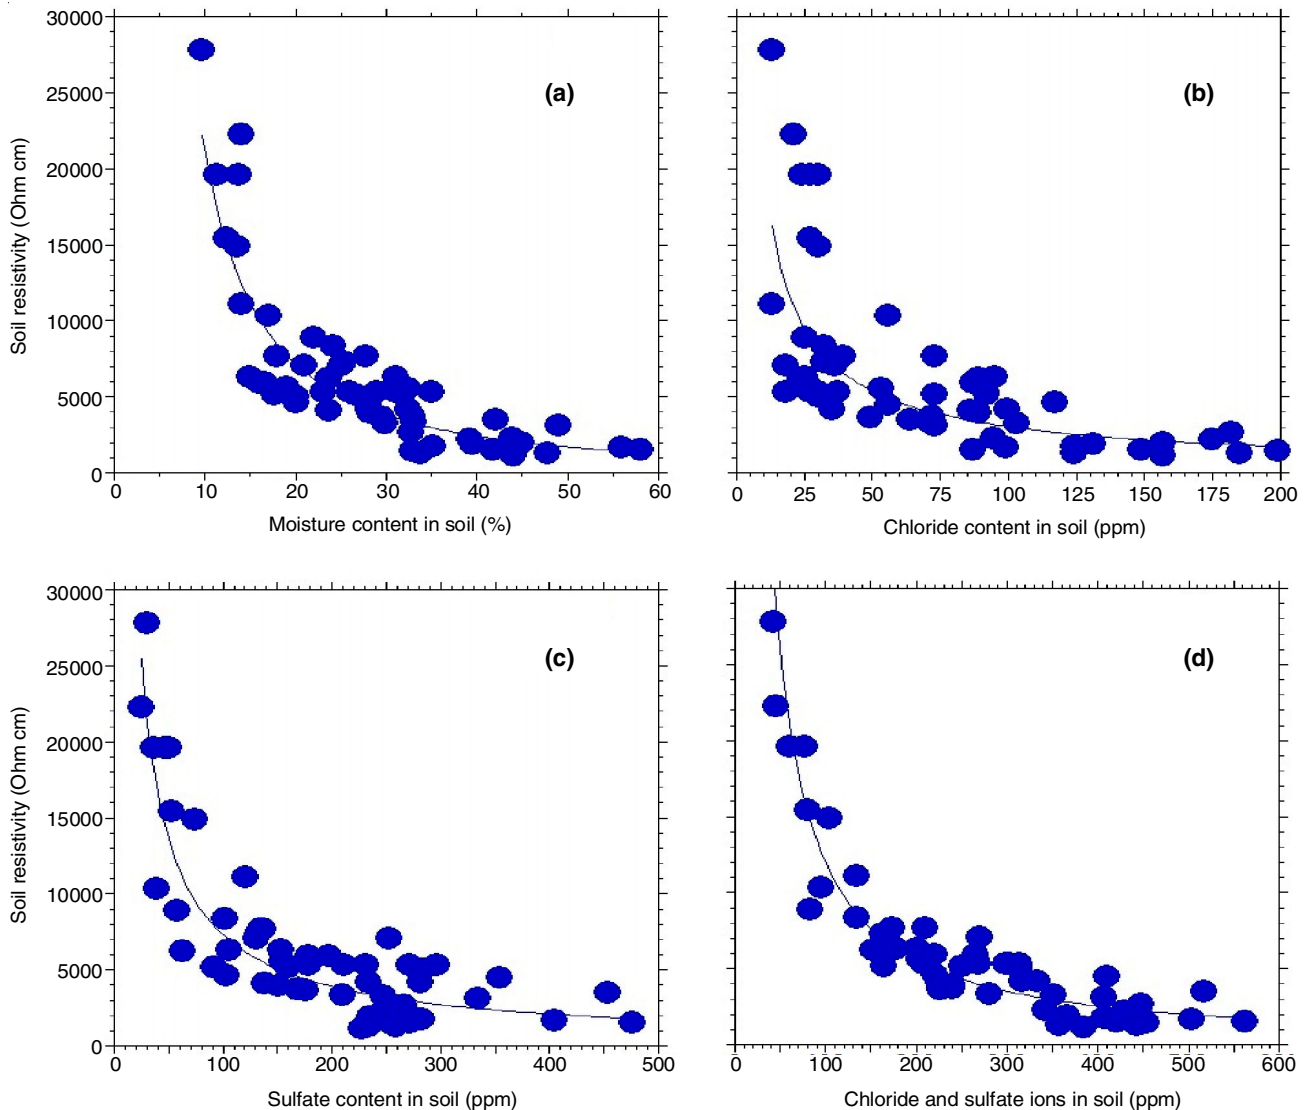 30000
25000
20000
15000
10000
5000
0
Soil resistivity (Ohm cm)
(a)
0 10 20 30 40 50 60
Moisture content in soil (%)
(b)
0 25 50 75 100 125 150 175 200
Chloride content in soil (ppm)
30000
25000
20000
15000
10000
5000
0
Soil resistivity (Ohm cm)
(c)
0 100 200 300 400 500
Sulfate content in soil (ppm)
(d)
0 100 200 300 400 500 600
Chloride and sulfate ions in soil (ppm)